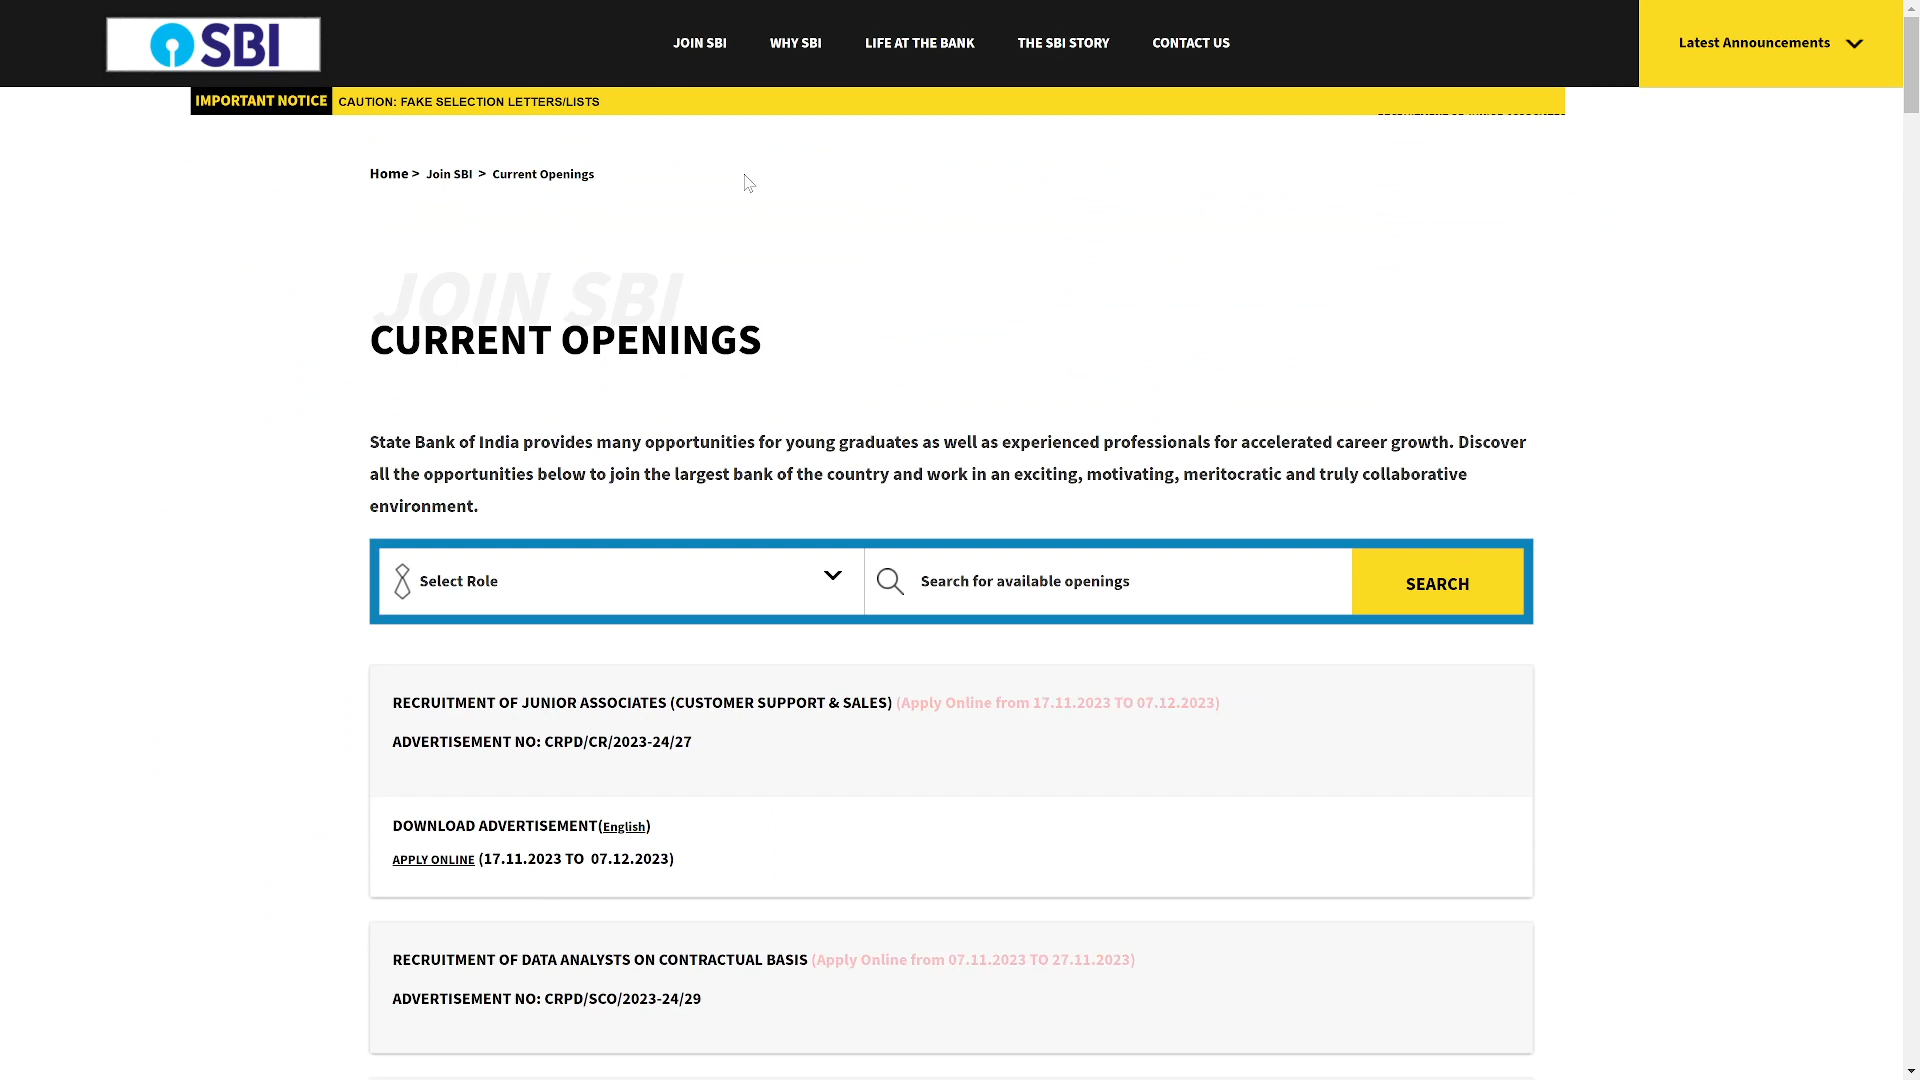 SBI
JOIN SBI
WHY SBI
LIFE AT THE BANK
THE SBI STORY
CONTACT US
Latest Announcements
IMPORTANT NOTICE
CAUTION: FAKE SELECTION LETTERS/LISTS
Home > Join SBI > Current Openings
JOIN SBI
CURRENT OPENINGS
State Bank of India provides many opportunities for young graduates as well as experienced professionals for accelerated career growth. Discover
all the opportunities below to join the largest bank of the country and work in an exciting, motivating, meritocratic and truly collaborative
environment.
Select Role
Search for available openings
SEARCH
RECRUITMENT OF JUNIOR ASSOCIATES (CUSTOMER SUPPORT & SALES) (Apply Online from 17.11.2023 TO 07.12.2023)
ADVERTISEMENT NO: CRPD/CR/2023-24/27
DOWNLOAD ADVERTISEMENT(English)
APPLY ONLINE (17.11.2023 TO 07.12.2023)
RECRUITMENT OF DATA ANALYSTS ON CONTRACTUAL BASIS (Apply Online from 07.11.2023 TO 27.11.2023)
ADVERTISEMENT NO: CRPD/SCO/2023-24/29